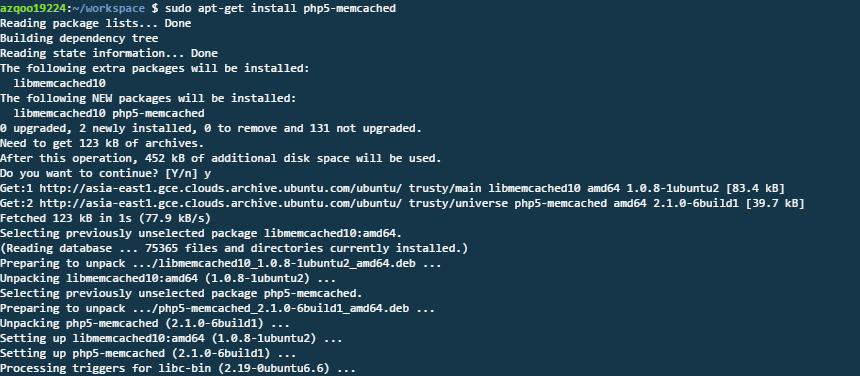 azqoo19224:~/workspace $ sudo apt-get install php5-memcached
Reading package lists... Done
Building dependency tree
Reading state information... Done
The following extra packages will be installed:
  libmemcached10
The following NEW packages will be installed:
  libmemcached10 php5-memcached
0 upgraded, 2 newly installed, 0 to remove and 131 not upgraded.
Need to get 123 kB of archives.
After this operation, 452 kB of additional disk space will be used.
Do you want to continue? [Y/n] y
Get:1 http://asia-east1.gce.clouds.archive.ubuntu.com/ubuntu/ trusty/main libmemcached10 amd64 1.0.8-1ubuntu2 [83.4 kB]
Get:2 http://asia-east1.gce.clouds.archive.ubuntu.com/ubuntu/ trusty/universe php5-memcached amd64 2.1.0-6build1 [39.7 kB]
Fetched 123 kB in 1s (77.9 kB/s)
Selecting previously unselected package libmemcached10:amd64.
(Reading database ... 75365 files and directories currently installed.)
Preparing to unpack .../libmemcached10_1.0.8-1ubuntu2_amd64.deb ...
Unpacking libmemcached10:amd64 (1.0.8-1ubuntu2) ...
Selecting previously unselected package php5-memcached.
Preparing to unpack .../php5-memcached_2.1.0-6build1_amd64.deb ...
Unpacking php5-memcached (2.1.0-6build1) ...
Setting up libmemcached10:amd64 (1.0.8-1ubuntu2) ...
Setting up php5-memcached (2.1.0-6build1) ...
Processing triggers for libc-bin (2.19-0ubuntu6.6) ...